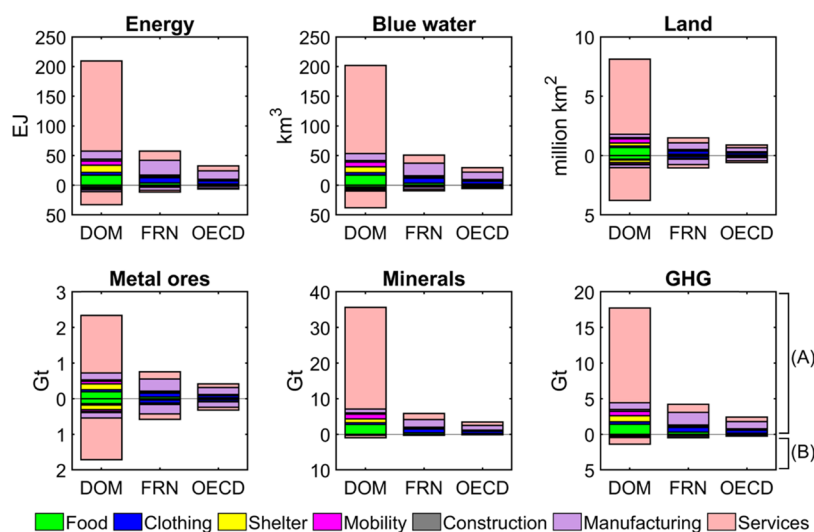 Energy
Blue water
Land
250
200
150
100
50
0
50
EJ
DOM FRN OECD
250
200
150
100
50
0
50
km3
DOM FRN OECD
10
5
0
5
million km2
DOM FRN OECD
Metal ores
Minerals
GHG
3
2
1
0
1
2
Gt
DOM FRN OECD
40
30
20
10
0
10
Gt
DOM FRN OECD
20
15
10
5
0
5
Gt
DOM FRN OECD
(A)
(B)
Food Clothing Shelter Mobility Construction Manufacturing Services